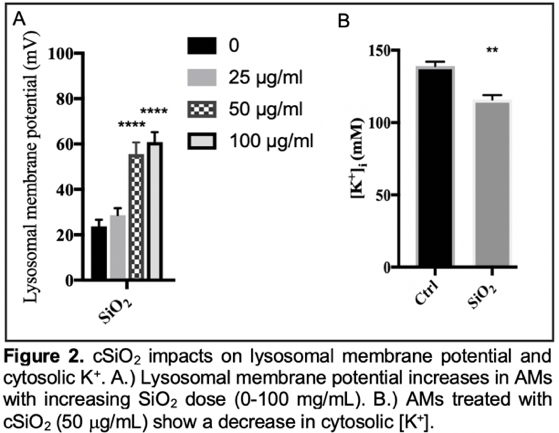 A
Lysosomal membrane potential (mV)
100
80
60
40
20
0
****
****
SiO₂
0
25 µg/ml
50 µg/ml
100 µg/ml
B
[K⁺]ᵢ (mM)
150
100
50
0
**
Ctrl
SiO₂
Figure 2. cSiO₂ impacts on lysosomal membrane potential and
cytosolic K⁺. A.) Lysosomal membrane potential increases in AMs
with increasing SiO₂ dose (0-100 mg/mL). B.) AMs treated with
cSiO₂ (50 µg/mL) show a decrease in cytosolic [K⁺].